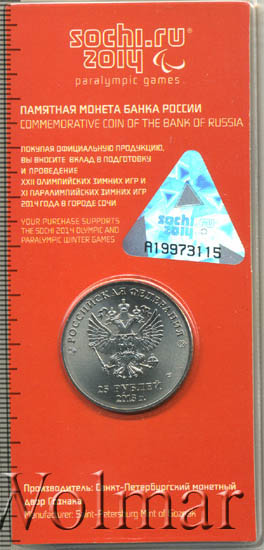 sochi.ru
2014
paralympic games
ПАМЯТНАЯ МОНЕТА БАНКА РОССИИ
COMMEMORATIVE COIN OF THE BANK OF RUSSIA
ПОКУПАЯ ОФИЦИАЛЬНУЮ ПРОДУКЦИЮ,
ВЫ ВНОСИТЕ ВКЛАД В ПОДГОТОВКУ
И ПРОВЕДЕНИЕ
XXII ОЛИМПИЙСКИХ ЗИМНИХ ИГР И
XI ПАРАЛИМПИЙСКИХ ЗИМНИХ ИГР
2014 ГОДА В ГОРОДЕ СОЧИ
YOUR PURCHASE SUPPORTS
THE SOCHI 2014 OLYMPIC AND
PARALYMPIC WINTER GAMES
sochi.ru
2014
A19973115
РОССИЙСКАЯ ФЕДЕРАЦИЯ
25 РУБЛЕЙ
2013 г.
Производитель: Санкт-Петербургский монетный
двор Гознака
Manufacturer: Saint-Petersburg Mint of Goznak
Wolmar